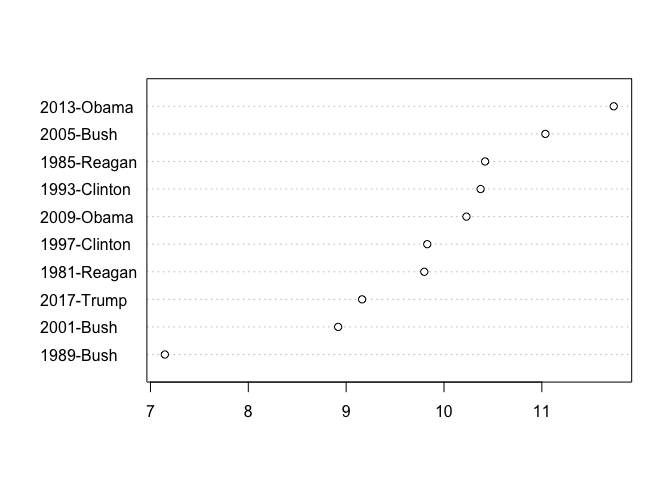 2013-Obama
2005-Bush
1985-Reagan
1993-Clinton
2009-Obama
1997-Clinton
1981-Reagan
2017-Trump
2001-Bush
1989-Bush
7 8 9 10 11